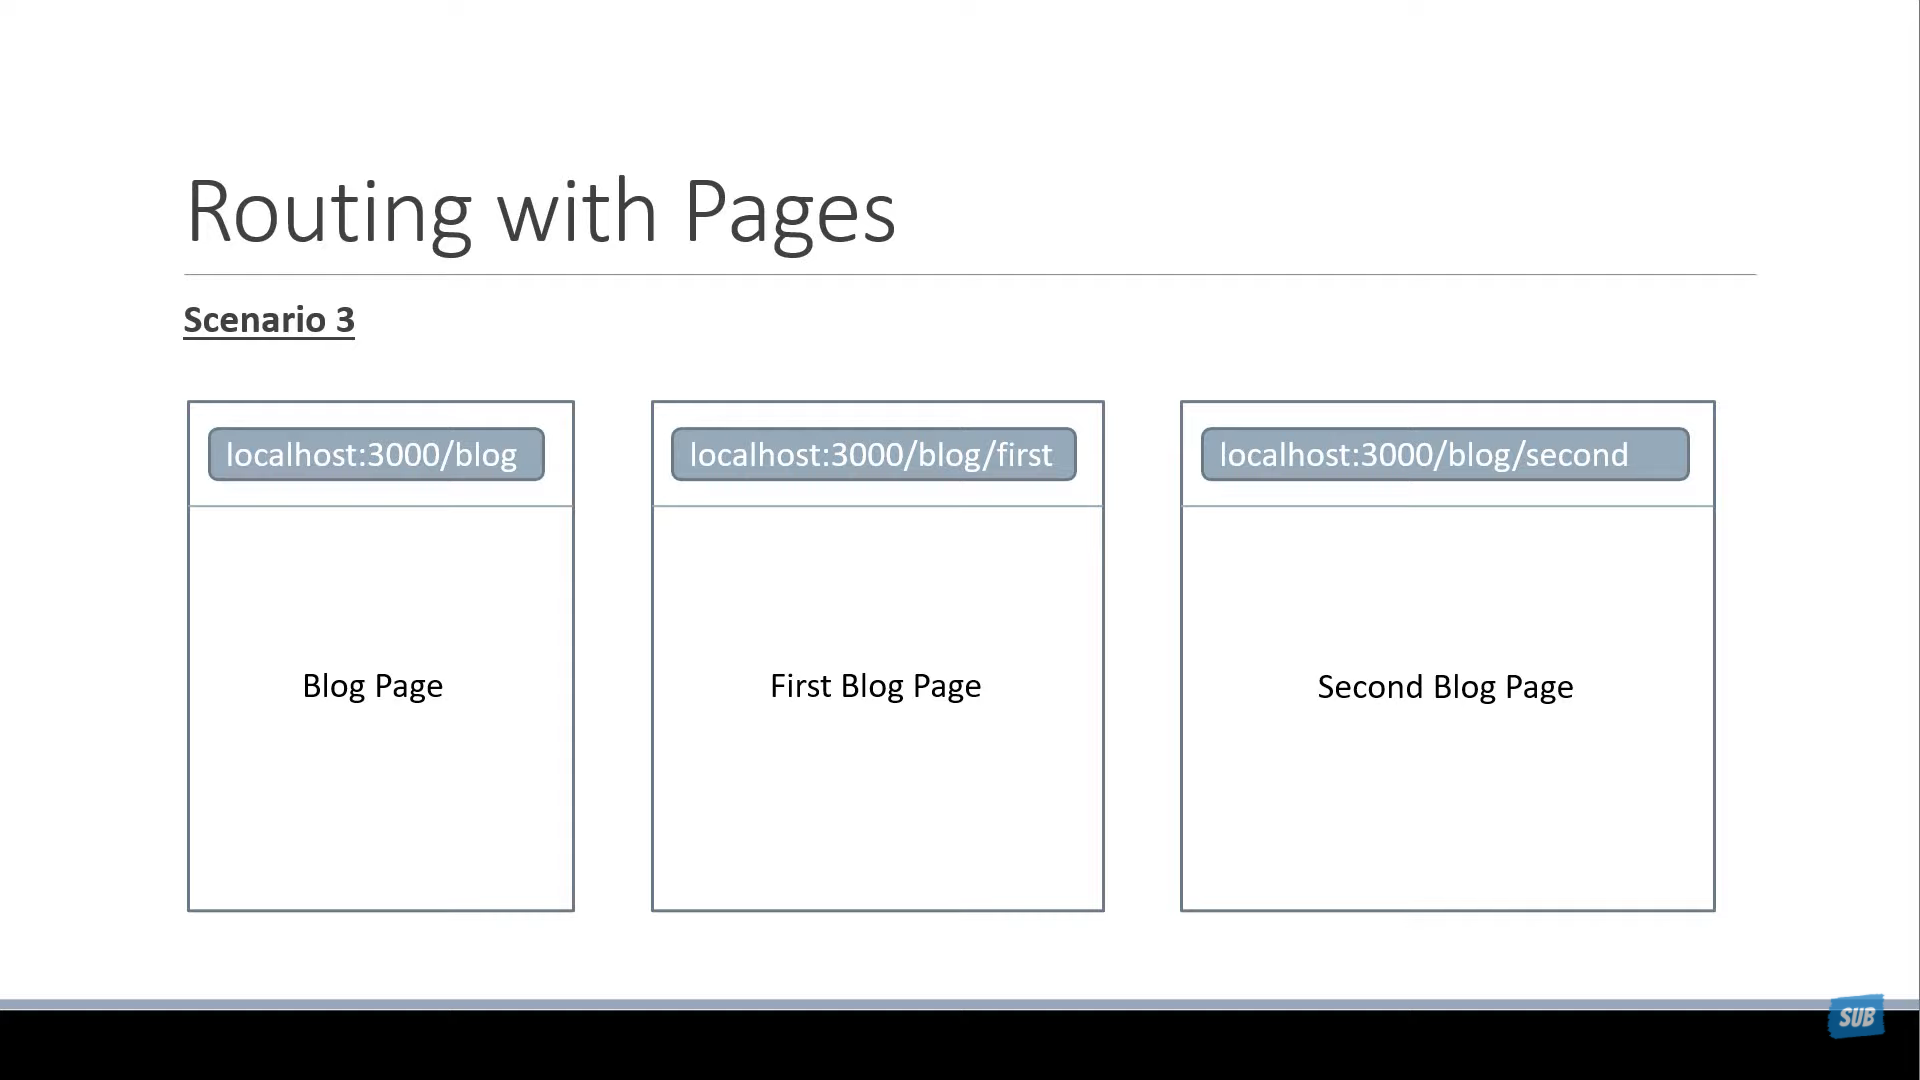 Routing with Pages
Scenario 3
localhost:3000/blog
localhost:3000/blog/first
localhost:3000/blog/second
Blog Page
First Blog Page
Second Blog Page
SUB